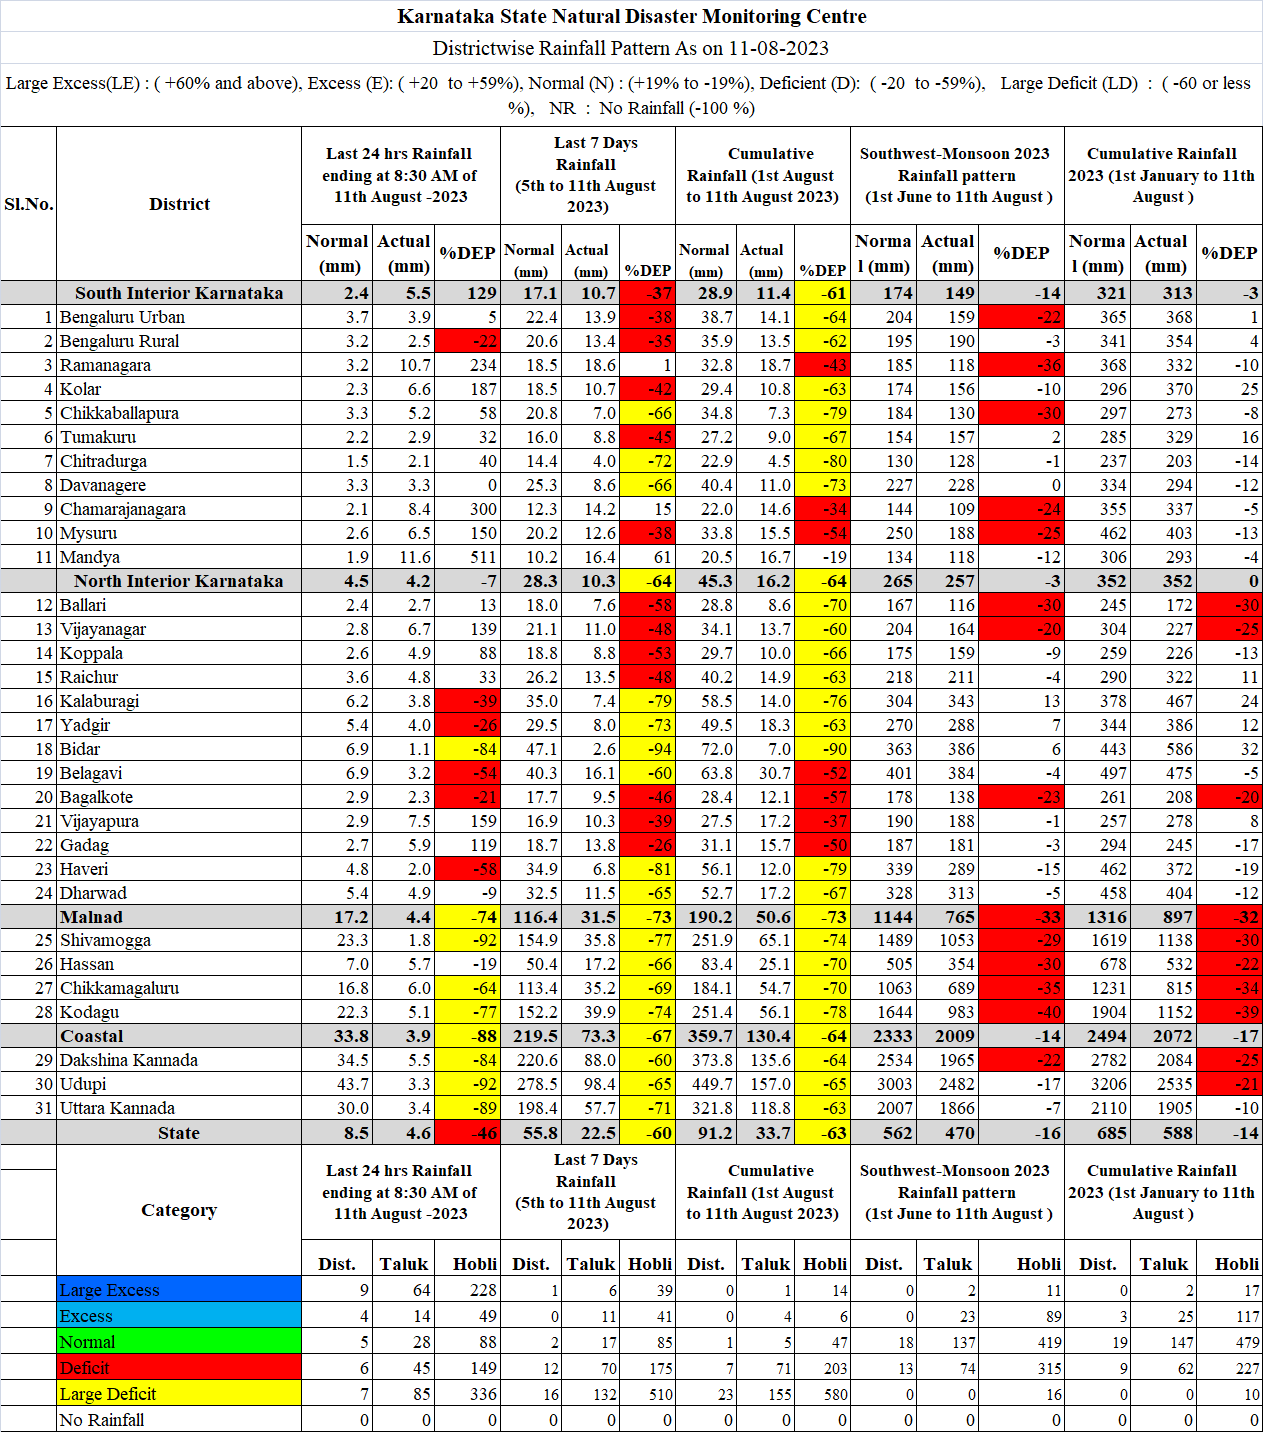 Karnataka State Natural Disaster Monitoring Centre
Districtwise Rainfall Pattern As on 11-08-2023
Large Excess(LE) : ( +60% and above), Excess (E): ( +20 to +59%), Normal (N) : (+19% to -19%), Deficient (D): ( -20 to -59%), Large Deficit (LD) : ( -60 or less
%), NR : No Rainfall (-100 %)
Sl.No. District Last 24 hrs Rainfall ending at 8:30 AM of 11th August -2023 Last 7 Days Rainfall (5th to 11th August 2023) Cumulative Rainfall (1st August to 11th August 2023) Southwest-Monsoon 2023 Rainfall pattern (1st June to 11th August ) Cumulative Rainfall 2023 (1st January to 11th August )
Normal (mm) Actual (mm) %DEP Normal (mm) Actual (mm) %DEP Normal (mm) Actual (mm) %DEP Norma l (mm) Actual (mm) %DEP Norma l (mm) Actual (mm) %DEP
South Interior Karnataka 2.4 5.5 129 17.1 10.7 -37 28.9 11.4 -61 174 149 -14 321 313 -3
1 Bengaluru Urban 3.7 3.9 5 22.4 13.9 -38 38.7 14.1 -64 204 159 -22 365 368 1
2 Bengaluru Rural 3.2 2.5 -22 20.6 13.4 -35 35.9 13.5 -62 195 190 -3 341 354 4
3 Ramanagara 3.2 10.7 234 18.5 18.6 1 32.8 18.7 -43 185 118 -36 368 332 -10
4 Kolar 2.3 6.6 187 18.5 10.7 -42 29.4 10.8 -63 174 156 -10 296 370 25
5 Chikkaballapura 3.3 5.2 58 20.8 7.0 -66 34.8 7.3 -79 184 130 -30 297 273 -8
6 Tumakuru 2.2 2.9 32 16.0 8.8 -45 27.2 9.0 -67 154 157 2 285 329 16
7 Chitradurga 1.5 2.1 40 14.4 4.0 -72 22.9 4.5 -80 130 128 -1 237 203 -14
8 Davanagere 3.3 3.3 0 25.3 8.6 -66 40.4 11.0 -73 227 228 0 334 294 -12
9 Chamarajanagara 2.1 8.4 300 12.3 14.2 15 22.0 14.6 -34 144 109 -24 355 337 -5
10 Mysuru 2.6 6.5 150 20.2 12.6 -38 33.8 15.5 -54 250 188 -25 462 403 -13
11 Mandya 1.9 11.6 511 10.2 16.4 61 20.5 16.7 -19 134 118 -12 306 293 -4
North Interior Karnataka 4.5 4.2 -7 28.3 10.3 -64 45.3 16.2 -64 265 257 -3 352 352 0
12 Ballari 2.4 2.7 13 18.0 7.6 -58 28.8 8.6 -70 167 116 -30 245 172 -30
13 Vijayanagar 2.8 6.7 139 21.1 11.0 -48 34.1 13.7 -60 204 164 -20 304 227 -25
14 Koppala 2.6 4.9 88 18.8 8.8 -53 29.7 10.0 -66 175 159 -9 259 226 -13
15 Raichur 3.6 4.8 33 26.2 13.5 -48 40.2 14.9 -63 218 211 -4 290 322 11
16 Kalaburagi 6.2 3.8 -39 35.0 7.4 -79 58.5 14.0 -76 304 343 13 378 467 24
17 Yadgir 5.4 4.0 -26 29.5 8.0 -73 49.5 18.3 -63 270 288 7 344 386 12
18 Bidar 6.9 1.1 -84 47.1 2.6 -94 72.0 7.0 -90 363 386 6 443 586 32
19 Belagavi 6.9 3.2 -54 40.3 16.1 -60 63.8 30.7 -52 401 384 -4 497 475 -5
20 Bagalkote 2.9 2.3 -21 17.7 9.5 -46 28.4 12.1 -57 178 138 -23 261 208 -20
21 Vijayapura 2.9 7.5 159 16.9 10.3 -39 27.5 17.2 -37 190 188 -1 257 278 8
22 Gadag 2.7 5.9 119 18.7 13.8 -26 31.1 15.7 -50 187 181 -3 294 245 -17
23 Haveri 4.8 2.0 -58 34.9 6.8 -81 56.1 12.0 -79 339 289 -15 462 372 -19
24 Dharwad 5.4 4.9 -9 32.5 11.5 -65 52.7 17.2 -67 328 313 -5 458 404 -12
Malnad 17.2 4.4 -74 116.4 31.5 -73 190.2 50.6 -73 1144 765 -33 1316 897 -32
25 Shivamogga 23.3 1.8 -92 154.9 35.8 -77 251.9 65.1 -74 1489 1053 -29 1619 1138 -30
26 Hassan 7.0 5.7 -19 50.4 17.2 -66 83.4 25.1 -70 505 354 -30 678 532 -22
27 Chikkamagaluru 16.8 6.0 -64 113.4 35.2 -69 184.1 54.7 -70 1063 689 -35 1231 815 -34
28 Kodagu 22.3 5.1 -77 152.2 39.9 -74 251.4 56.1 -78 1644 983 -40 1904 1152 -39
Coastal 33.8 3.9 -88 219.5 73.3 -67 359.7 130.4 -64 2333 2009 -14 2494 2072 -17
29 Dakshina Kannada 34.5 5.5 -84 220.6 88.0 -60 373.8 135.6 -64 2534 1965 -22 2782 2084 -25
30 Udupi 43.7 3.3 -92 278.5 98.4 -65 449.7 157.0 -65 3003 2482 -17 3206 2535 -21
31 Uttara Kannada 30.0 3.4 -89 198.4 57.7 -71 321.8 118.8 -63 2007 1866 -7 2110 1905 -10
State 8.5 4.6 -46 55.8 22.5 -60 91.2 33.7 -63 562 470 -16 685 588 -14
Category Last 24 hrs Rainfall ending at 8:30 AM of 11th August -2023 Last 7 Days Rainfall (5th to 11th August 2023) Cumulative Rainfall (1st August to 11th August 2023) Southwest-Monsoon 2023 Rainfall pattern (1st June to 11th August ) Cumulative Rainfall 2023 (1st January to 11th August )
Dist. Taluk Hobli Dist. Taluk Hobli Dist. Taluk Hobli Dist. Taluk Hobli Dist. Taluk Hobli
Large Excess 9 64 228 1 6 39 0 1 14 0 2 11 0 2 17
Excess 4 14 49 0 11 41 0 4 6 0 23 89 3 25 117
Normal 5 28 88 2 17 85 1 5 47 18 137 419 19 147 479
Deficit 6 45 149 12 70 175 7 71 203 13 74 315 9 62 227
Large Deficit 7 85 336 16 132 510 23 155 580 0 0 16 0 0 10
No Rainfall 0 0 0 0 0 0 0 0 0 0 0 0 0 0 0